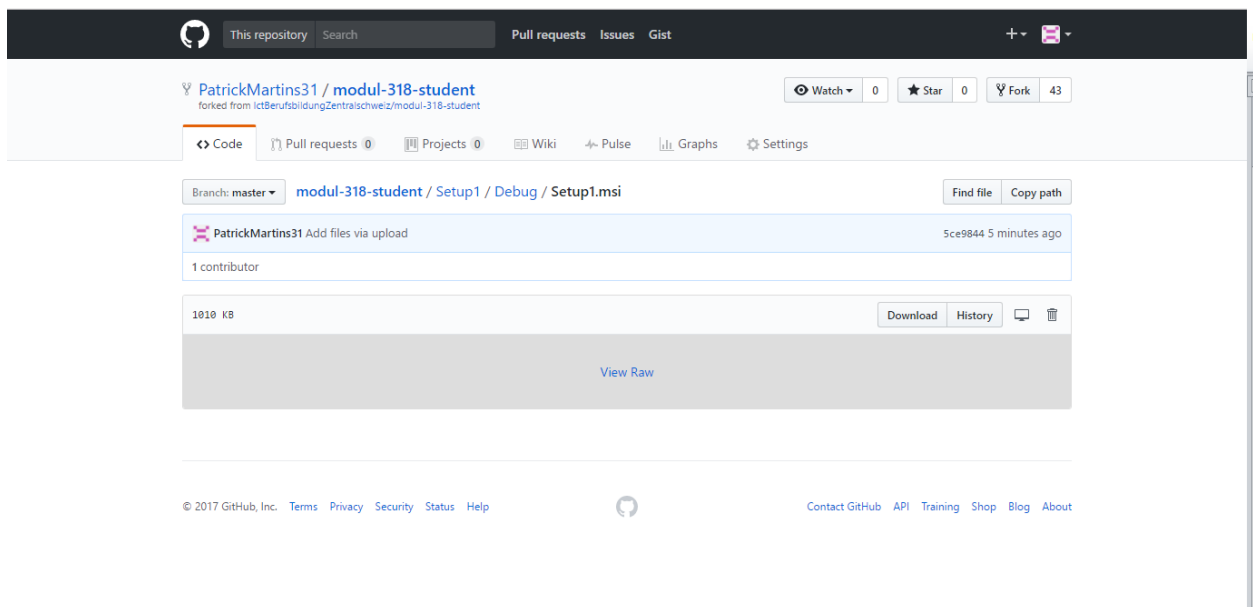 This repository Search Pull requests Issues Gist
PatrickMartins31 / modul-318-student Watch 0 Star 0 Fork 43
forked from IctBerufsbildungZentralschweiz/modul-318-student
Code Pull requests 0 Projects 0 Wiki Pulse Graphs Settings
Branch: master modul-318-student / Setup1 / Debug / Setup1.msi Find file Copy path
PatrickMartins31 Add files via upload 5ce9844 5 minutes ago
1 contributor
1010 KB Download History
View Raw
© 2017 GitHub, Inc. Terms Privacy Security Status Help Contact GitHub API Training Shop Blog About